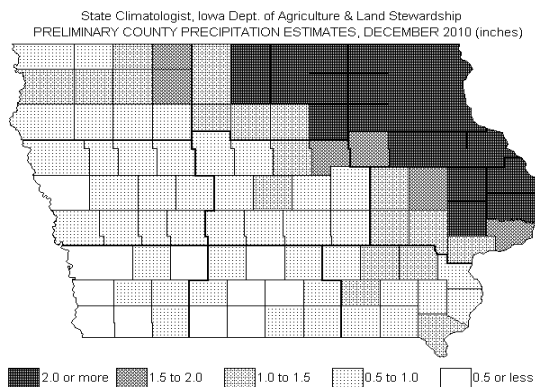 State Climatologist, Iowa Dept. of Agriculture & Land Stewardship
PRELIMINARY COUNTY PRECIPITATION ESTIMATES, DECEMBER 2010 (inches)
2.0 or more 1.5 to 2.0 1.0 to 1.5 0.5 to 1.0 0.5 or less